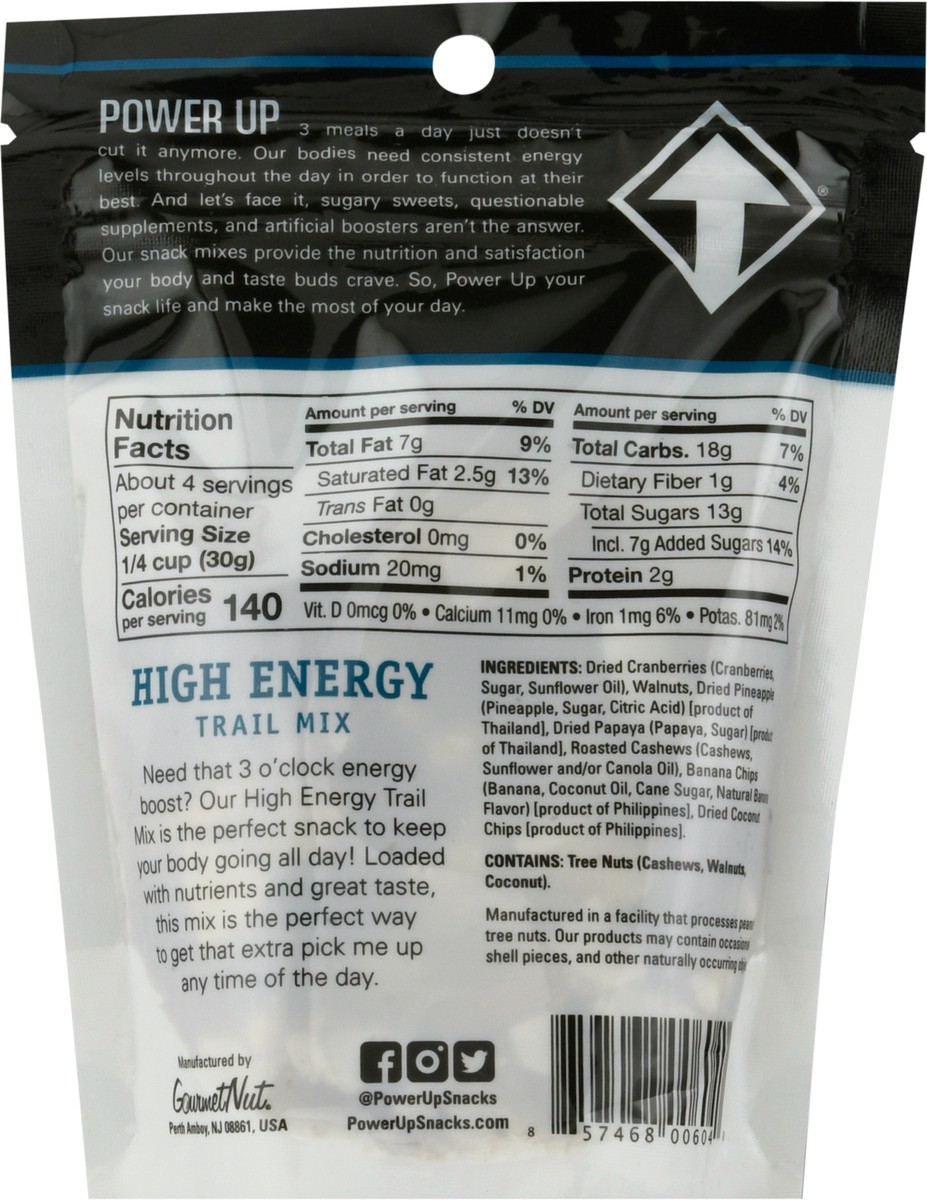 POWER UP 3 meals a day just doesn't
cut it anymore. Our bodies need consistent energy
levels throughout the day in order to function at their
best. And let's face it, sugary sweets, questionable
supplements, and artificial boosters aren't the answer.
Our snack mixes provide the nutrition and satisfaction
your body and taste buds crave. So, Power Up your
snack life and make the most of your day.
®
Nutrition
Facts
About 4 servings
per container
Serving Size
1/4 cup (30g)
Calories
per serving 140
Amount per serving % DV
Total Fat 7g 9%
Saturated Fat 2.5g 13%
Trans Fat 0g
Cholesterol 0mg 0%
Sodium 20mg 1%
Amount per serving % DV
Total Carbs. 18g 7%
Dietary Fiber 1g 4%
Total Sugars 13g
Incl. 7g Added Sugars 14%
Protein 2g
Vit. D 0mcg 0% • Calcium 11mg 0% • Iron 1mg 6% • Potas. 81mg 2%
HIGH ENERGY
TRAIL MIX
Need that 3 o'clock energy
boost? Our High Energy Trail
Mix is the perfect snack to keep
your body going all day! Loaded
with nutrients and great taste,
this mix is the perfect way
to get that extra pick me up
any time of the day.
INGREDIENTS: Dried Cranberries (Cranberries,
Sugar, Sunflower Oil), Walnuts, Dried Pineapple
(Pineapple, Sugar, Citric Acid) [product of
Thailand], Dried Papaya (Papaya, Sugar)
of Thailand], Roasted Cashews (Cashews,
Sunflower and/or Canola Oil), Banana Chips
(Banana, Coconut Oil, Cane Sugar, Natural
Flavor) [product of Philippines], Dried Coconut
Chips [product of Philippines].
CONTAINS: Tree Nuts (Cashews, Walnuts,
Coconut).
Manufactured in a facility that processes
tree nuts. Our products may contain
shell pieces, and other naturally occurring
Manufactured by
GourmetNut.
Perth Amboy, NJ 08861, USA
@PowerUpSnacks
PowerUpSnacks.com
8 57468 00604